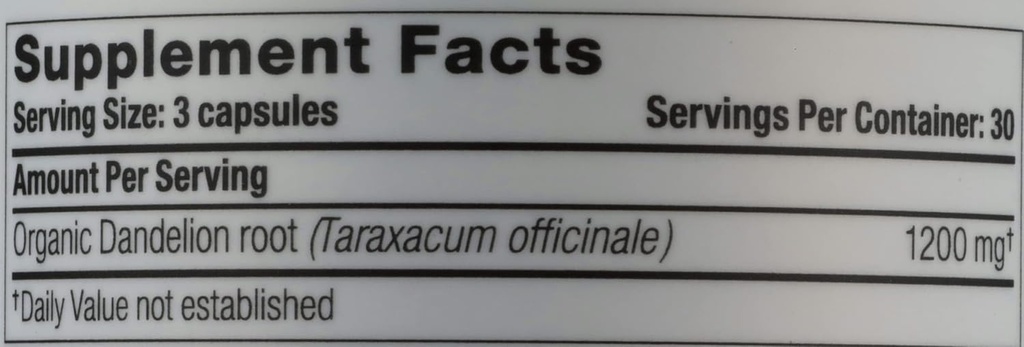 Supplement Facts
Serving Size: 3 capsules Servings Per Container: 30
Amount Per Serving
Organic Dandelion root (Taraxacum officinale) 1200 mg†
†Daily Value not established